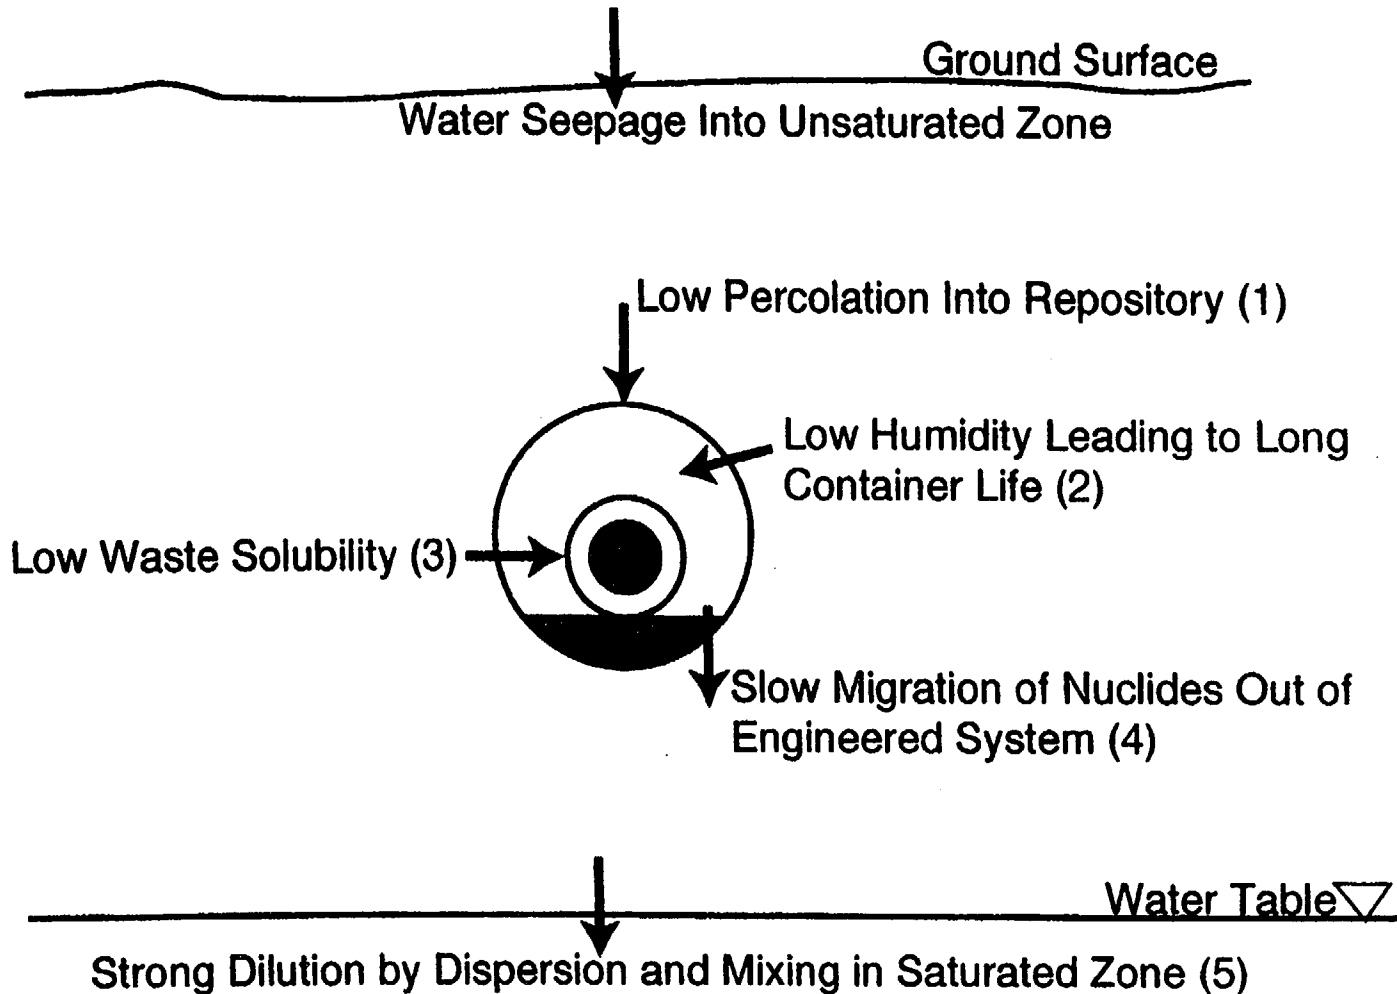 Ground Surface
Water Seepage Into Unsaturated Zone
Low Percolation Into Repository (1)
Low Humidity Leading to Long
Container Life (2)
Low Waste Solubility (3)
Slow Migration of Nuclides Out of
Engineered System (4)
Water Table
Strong Dilution by Dispersion and Mixing in Saturated Zone (5)